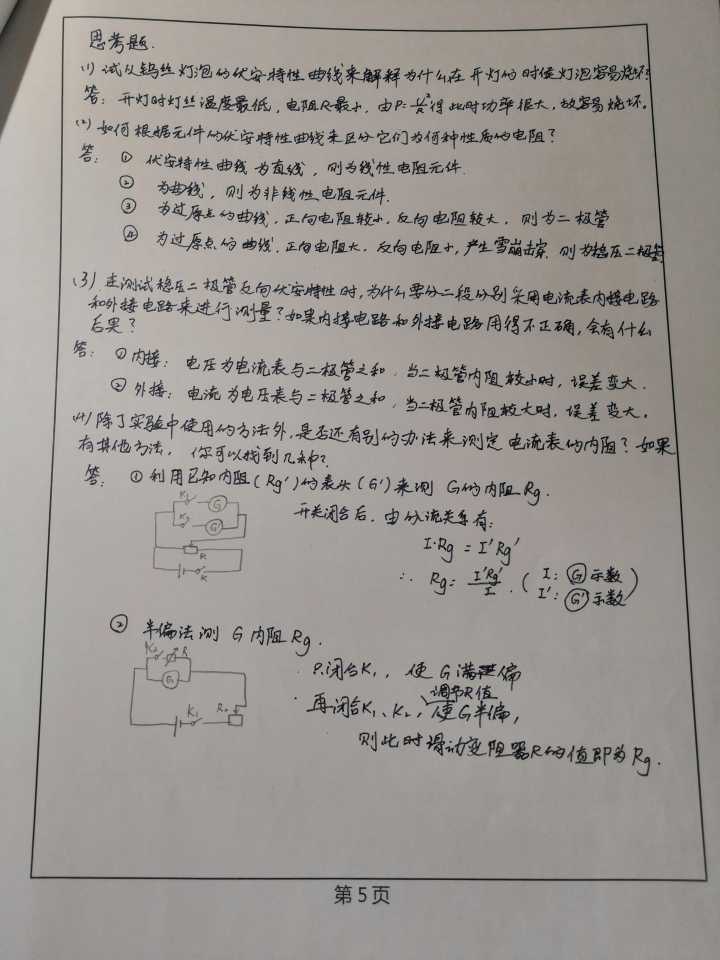 思考题.
(1) 试从钨丝灯泡的伏安特性曲线来解释为什么在开灯的时侯灯泡容易烧坏?
答: 开灯时灯丝温度最低, 电阻R最小, 由P=U²/R得此时功率很大, 故容易烧坏。
(2) 如何根据元件的伏安特性曲线来区分它们为何种性质的电阻?
答: ① 伏安特性曲线为直线, 则为线性电阻元件.
② 为曲线, 则为非线性电阻元件.
③ 为过原点的曲线, 正向电阻较小, 反向电阻较大, 则为二极管
④ 为过原点的曲线, 正向电阻大, 反向电阻小, 产生雪崩击穿, 则为稳压二极管
(3) 在测试稳压二极管反向伏安特性时, 为什么要分二段分别采用电流表内接电路
和外接电路来进行测量? 如果内接电路和外接电路用得不正确, 会有什么
后果?
答: ① 内接: 电压为电流表与二极管之和, 当二极管内阻较小时, 误差变大.
② 外接: 电流为电压表与二极管之和, 当二极管内阻较大时, 误差变大.
(4) 除了实验中使用的方法外, 是否还有别的办法来测定电流表的内阻? 如果
有其他方法, 你可以找到几种?
答: ① 利用已知内阻(Rg')的表头(G')来测G的内阻Rg.
K₁ G
K₂ G'
R
K
开关闭合后, 由分流关系有:
I·Rg = I'Rg'
∴ Rg = I'Rg'/I. (I: G示数
I': G'示数)
② 半偏法测G内阻Rg.
K₂ R
G
K₁ R₀
只闭合K₁, 使G满偏
调节R值
再闭合K₁、K₂, 使G半偏,
则此时滑动变阻器R的值即为Rg.
第5页